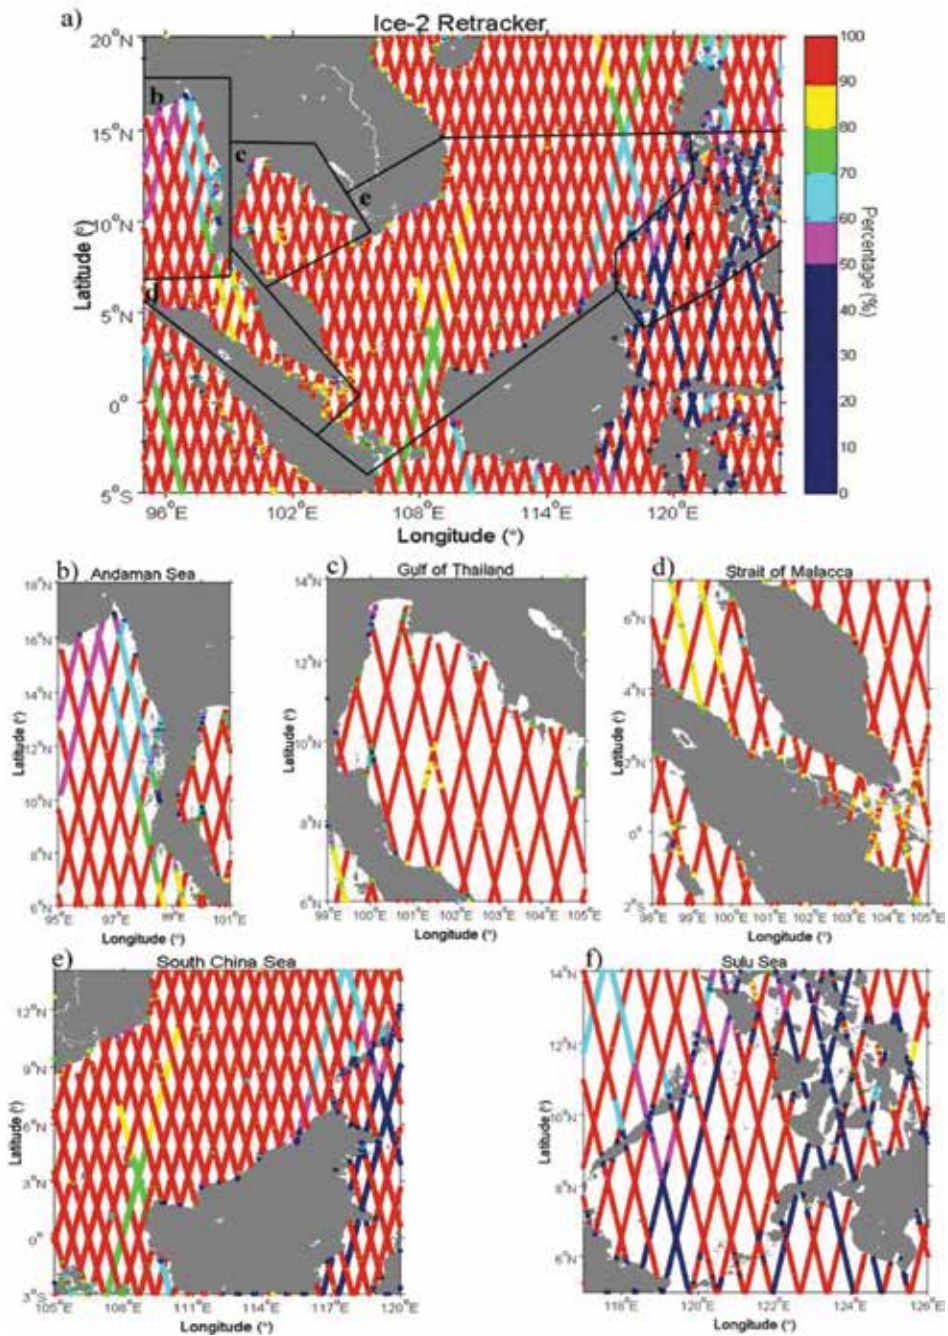 a)
Ice-2 Retracker
20°N
15°N
10°N
5°N
0°
5°S
96°E 102°E 108°E 114°E 120°E
Latitude (°)
Longitude (°)
b
c
d
e
f
100
90
80
70
60
50
40
30
20
10
0
Percentage (%)
b) Andaman Sea
18°N
16°N
14°N
12°N
10°N
8°N
6°N
95°E 97°E 99°E 101°E
Latitude (°)
Longitude (°)
c) Gulf of Thailand
14°N
12°N
10°N
8°N
6°N
99°E 100°E 101°E 102°E 103°E 104°E 105°E
Latitude (°)
Longitude (°)
d) Strait of Malacca
6°N
4°N
2°N
0°
2°S
98°E 99°E 100°E 101°E 102°E 103°E 104°E 105°E
Latitude (°)
Longitude (°)
e) South China Sea
12°N
9°N
6°N
3°N
0°
3°S
105°E 108°E 111°E 114°E 117°E 120°E
Latitude (°)
Longitude (°)
f) Sulu Sea
14°N
12°N
10°N
8°N
6°N
118°E 120°E 122°E 124°E 126°E
Latitude (°)
Longitude (°)